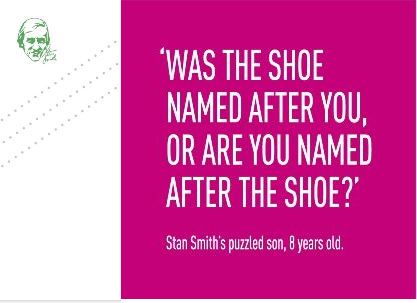 ‘WAS THE SHOE
NAMED AFTER YOU,
OR ARE YOU NAMED
AFTER THE SHOE?’
Stan Smith's puzzled son, 8 years old.